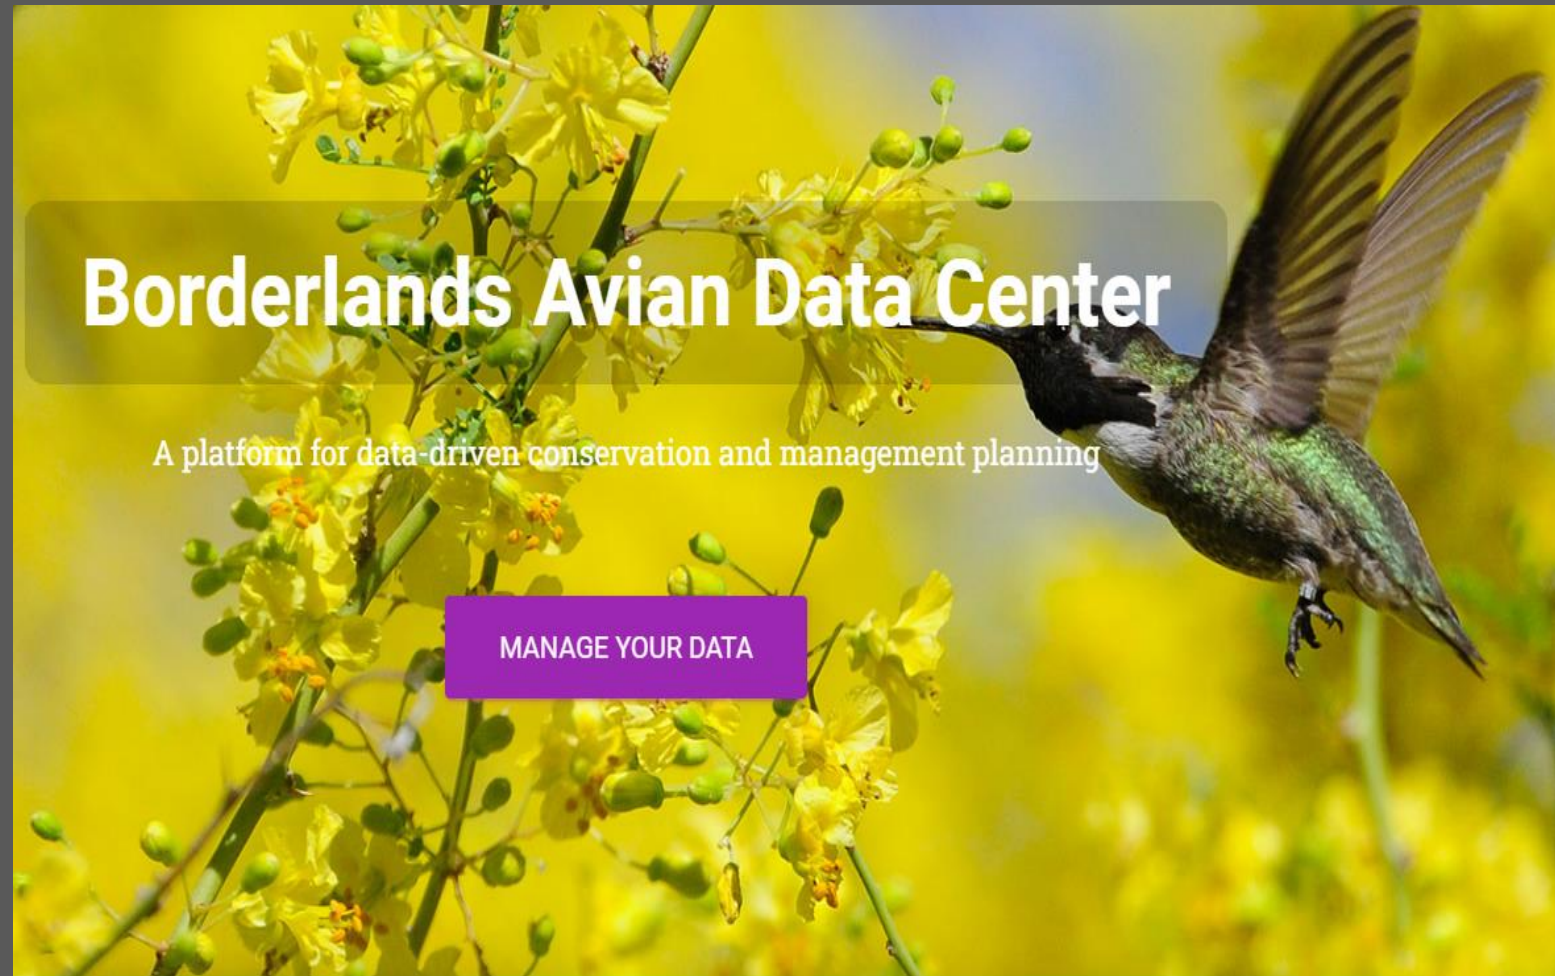 Borderlands Avian Data Center
A platform for data-driven conservation and management planning
MANAGE YOUR DATA